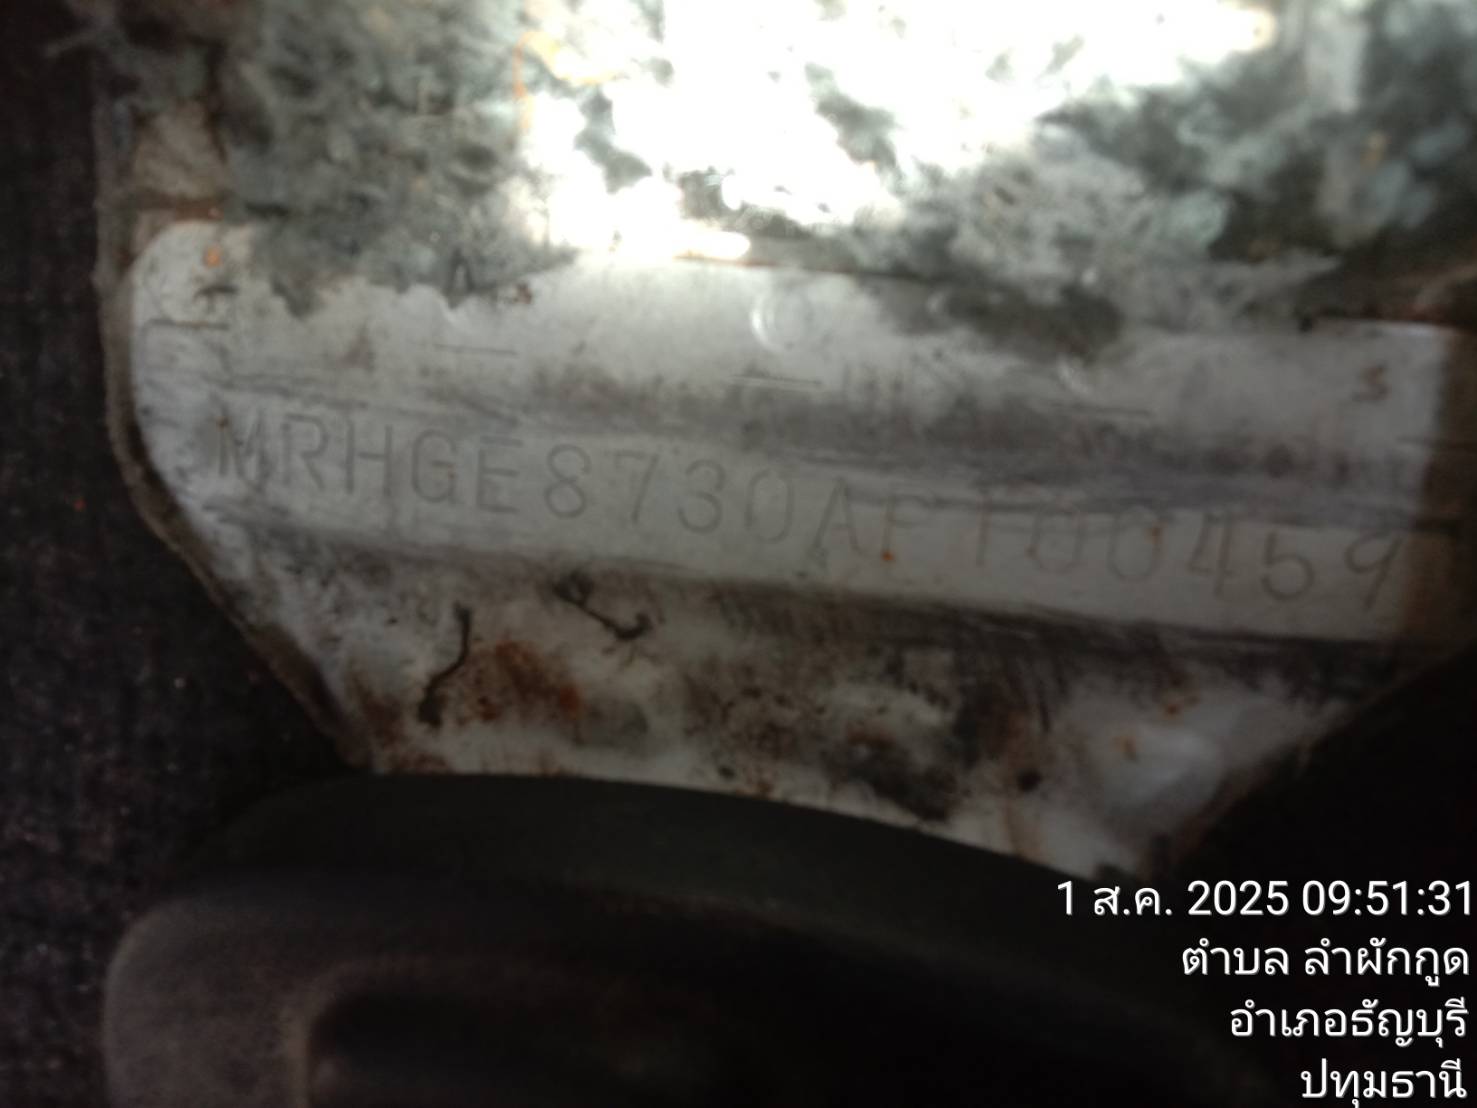 MRHGE8730AP100459
1 ส.ค. 2025 09:51:31
ตำบล ลำผักกูด
อำเภอธัญบุรี
ปทุมธานี